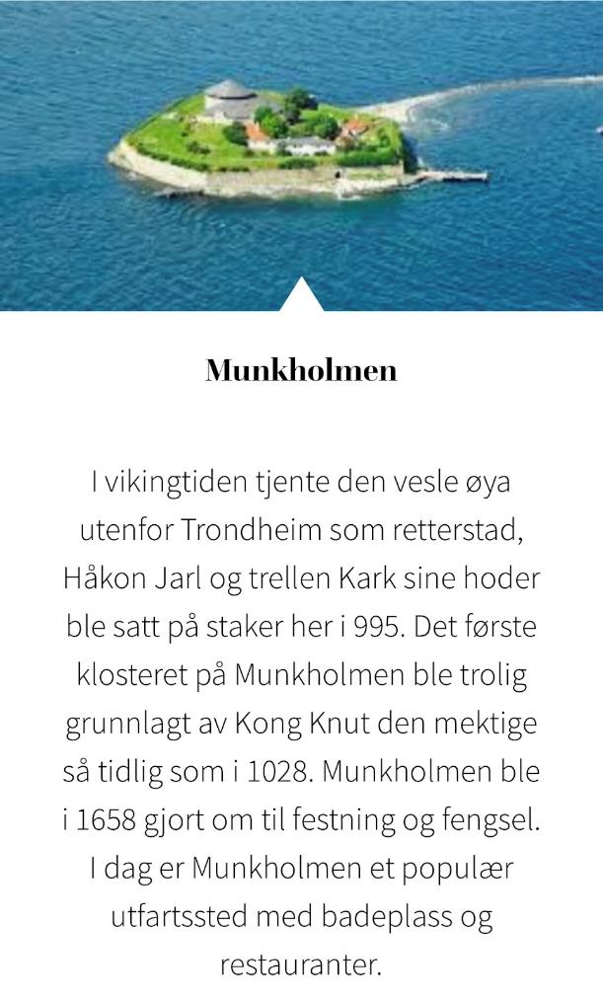 Munkholmen
I vikingtiden tjente den vesle øya
utenfor Trondheim som retterstad,
Håkon Jarl og trellen Kark sine hoder
ble satt på staker her i 995. Det første
klosteret på Munkholmen ble trolig
grunnlagt av Kong Knut den mektige
så tidlig som i 1028. Munkholmen ble
i 1658 gjort om til festning og fengsel.
I dag er Munkholmen et populær
utfartssted med badeplass og
restauranter.